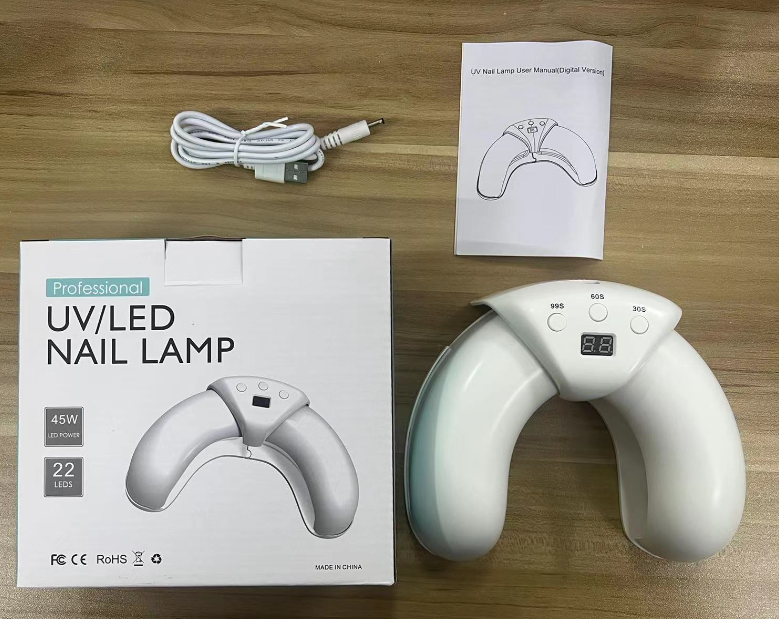 UV Nail Lamp User Manual(Digital Version)
Professional
UV/LED
NAIL LAMP
45W
LED POWER
22
LEDS
FC CE RoHS
MADE IN CHINA
99S
60S
30S
88